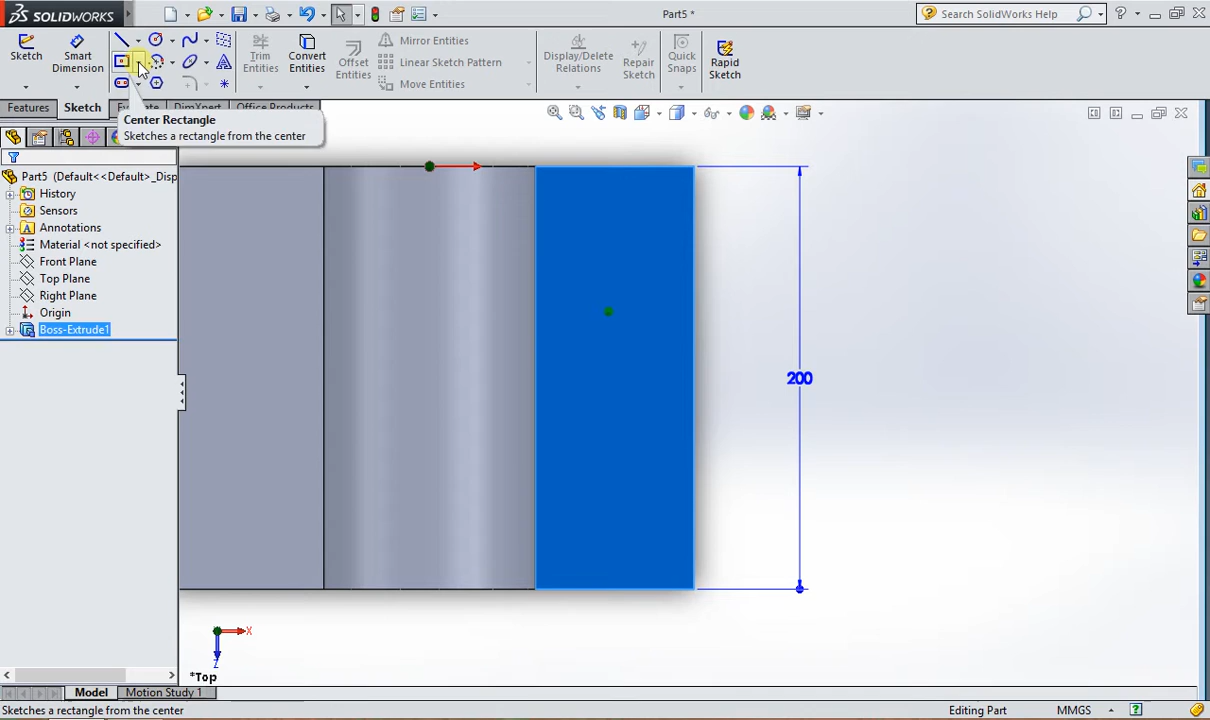 SOLIDWORKS
Part5 *
Search SolidWorks Help
Sketch
Smart
Dimension
Trim
Entities
Convert
Entities
Offset
Entities
Mirror Entities
Linear Sketch Pattern
Move Entities
Display/Delete
Relations
Repair
Sketch
Quick
Snaps
Rapid
Sketch
Features
Sketch
Evaluate
DimXpert
Office Products
Center Rectangle
Sketches a rectangle from the center
Part5 (Default<<Default>_Disp
History
Sensors
Annotations
Material <not specified>
Front Plane
Top Plane
Right Plane
Origin
Boss-Extrude1
200
X
Z
*Top
Model
Motion Study 1
Sketches a rectangle from the center
Editing Part
MMGS